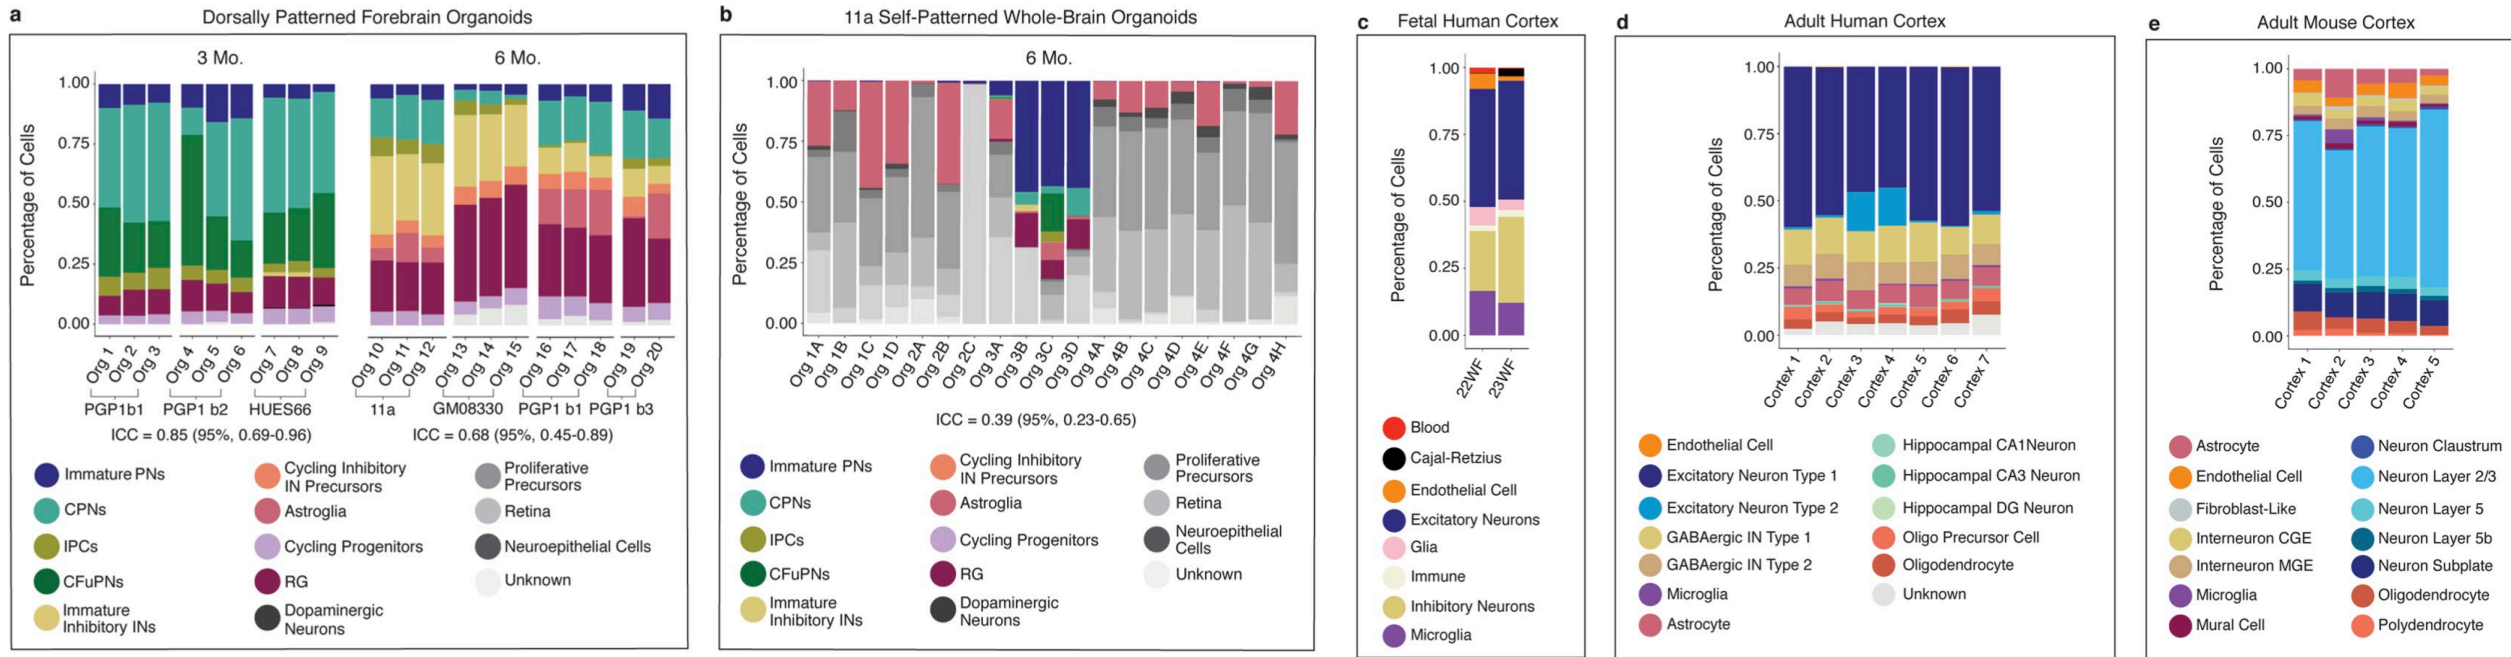 a
Dorsally Patterned Forebrain Organoids
3 Mo.
6 Mo.
Percentage of Cells
1.00
0.75
0.50
0.25
0.00
Org 1
Org 2
Org 3
Org 4
Org 5
Org 6
Org 7
Org 8
Org 9
Org 10
Org 11
Org 12
Org 13
Org 14
Org 15
Org 16
Org 17
Org 18
Org 19
Org 20
PGP1b1
PGP1 b2
HUES66
11a
GM08330
PGP1 b1
PGP1 b3
ICC = 0.85 (95%, 0.69-0.96)
ICC = 0.68 (95%, 0.45-0.89)
Immature PNs
CPNs
IPCs
CFuPNs
Immature
Inhibitory INs
Cycling Inhibitory
IN Precursors
Astroglia
Cycling Progenitors
RG
Dopaminergic
Neurons
Proliferative
Precursors
Retina
Neuroepithelial Cells
Unknown
b
11a Self-Patterned Whole-Brain Organoids
6 Mo.
Percentage of Cells
1.00
0.75
0.50
0.25
0.00
Org 1A
Org 1B
Org 1C
Org 1D
Org 2A
Org 2B
Org 2C
Org 3A
Org 3B
Org 3C
Org 3D
Org 4A
Org 4B
Org 4C
Org 4D
Org 4E
Org 4F
Org 4G
Org 4H
ICC = 0.39 (95%, 0.23-0.65)
Immature PNs
CPNs
IPCs
CFuPNs
Immature
Inhibitory INs
Cycling Inhibitory
IN Precursors
Astroglia
Cycling Progenitors
RG
Dopaminergic
Neurons
Proliferative
Precursors
Retina
Neuroepithelial
Cells
Unknown
c
Fetal Human Cortex
Percentage of Cells
1.00
0.75
0.50
0.25
0.00
22WF
23WF
Blood
Cajal-Retzius
Endothelial Cell
Excitatory Neurons
Glia
Immune
Inhibitory Neurons
Microglia
d
Adult Human Cortex
Percentage of Cells
1.00
0.75
0.50
0.25
0.00
Cortex 1
Cortex 2
Cortex 3
Cortex 4
Cortex 5
Cortex 6
Cortex 7
Endothelial Cell
Excitatory Neuron Type 1
Excitatory Neuron Type 2
GABAergic IN Type 1
GABAergic IN Type 2
Microglia
Astrocyte
Hippocampal CA1Neuron
Hippocampal CA3 Neuron
Hippocampal DG Neuron
Oligo Precursor Cell
Oligodendrocyte
Unknown
e
Adult Mouse Cortex
Percentage of Cells
1.00
0.75
0.50
0.25
0.00
Cortex 1
Cortex 2
Cortex 3
Cortex 4
Cortex 5
Astrocyte
Endothelial Cell
Fibroblast-Like
Interneuron CGE
Interneuron MGE
Microglia
Mural Cell
Neuron Claustrum
Neuron Layer 2/3
Neuron Layer 5
Neuron Layer 5b
Neuron Subplate
Oligodendrocyte
Polydendrocyte